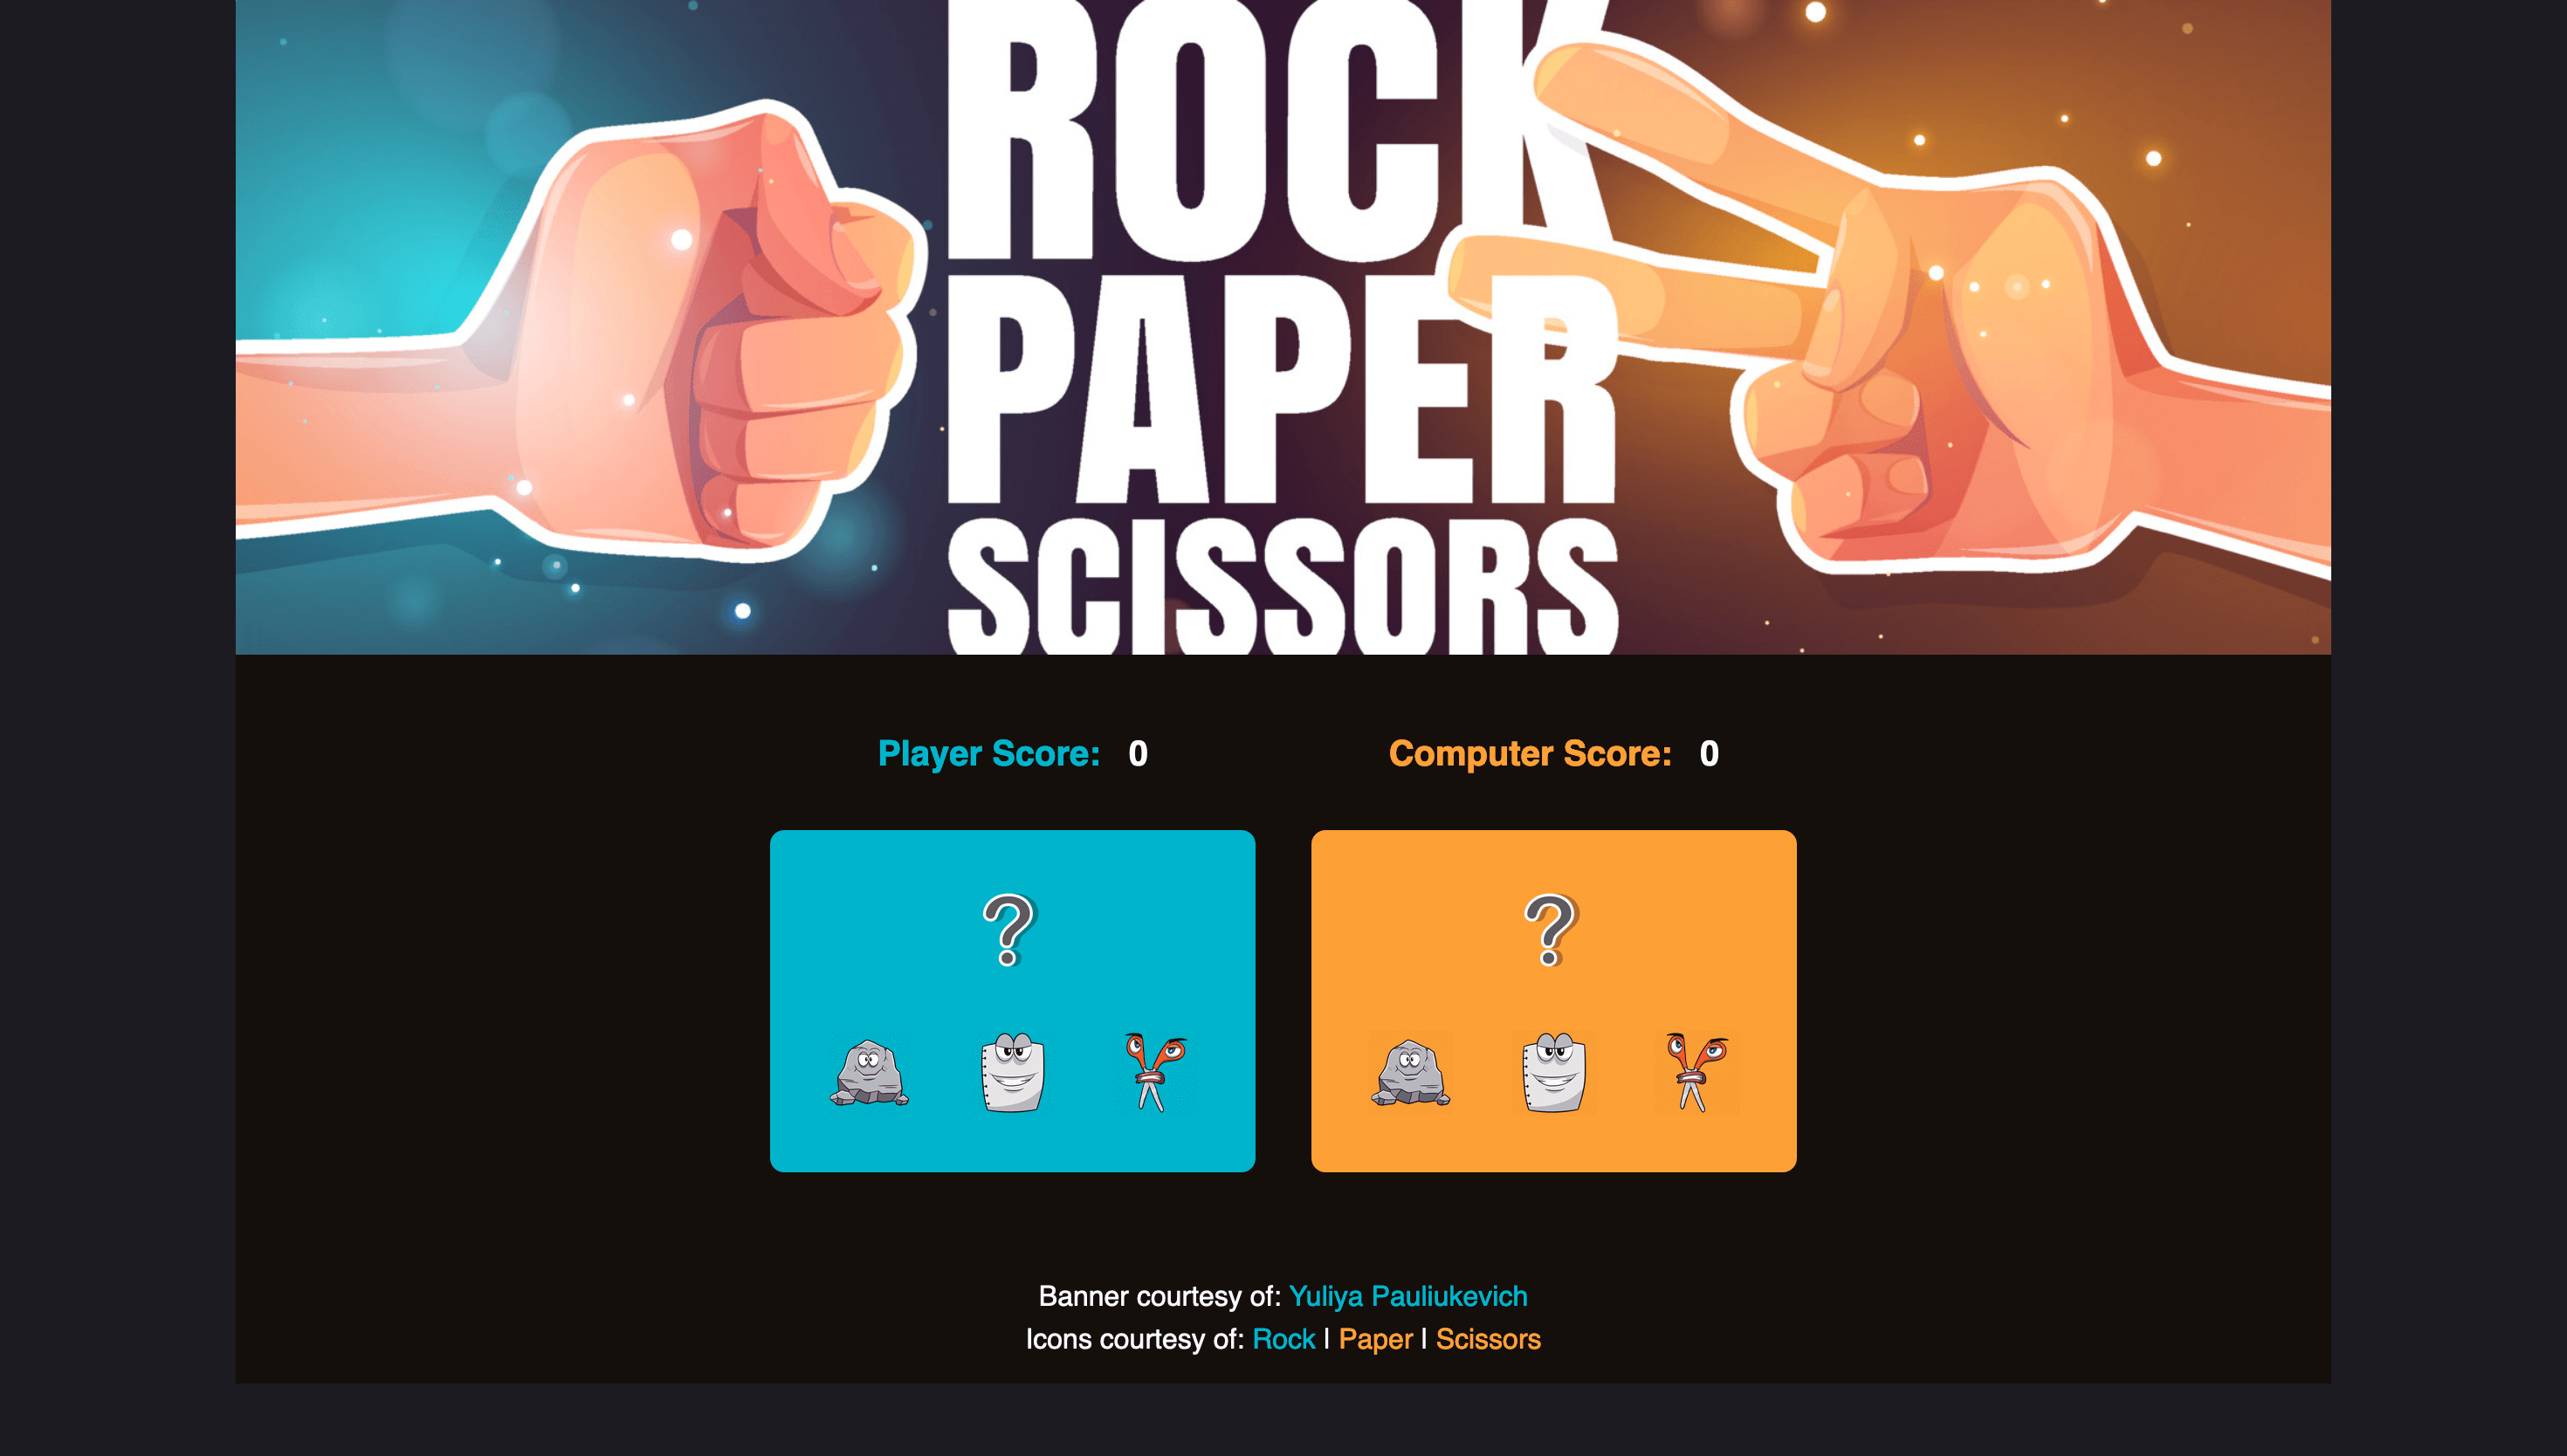 ROCK
PAPER
SCISSORS
Player Score: 0
Computer Score: 0
?
?
Banner courtesy of: Yuliya Pauliukevich
Icons courtesy of: Rock | Paper | Scissors